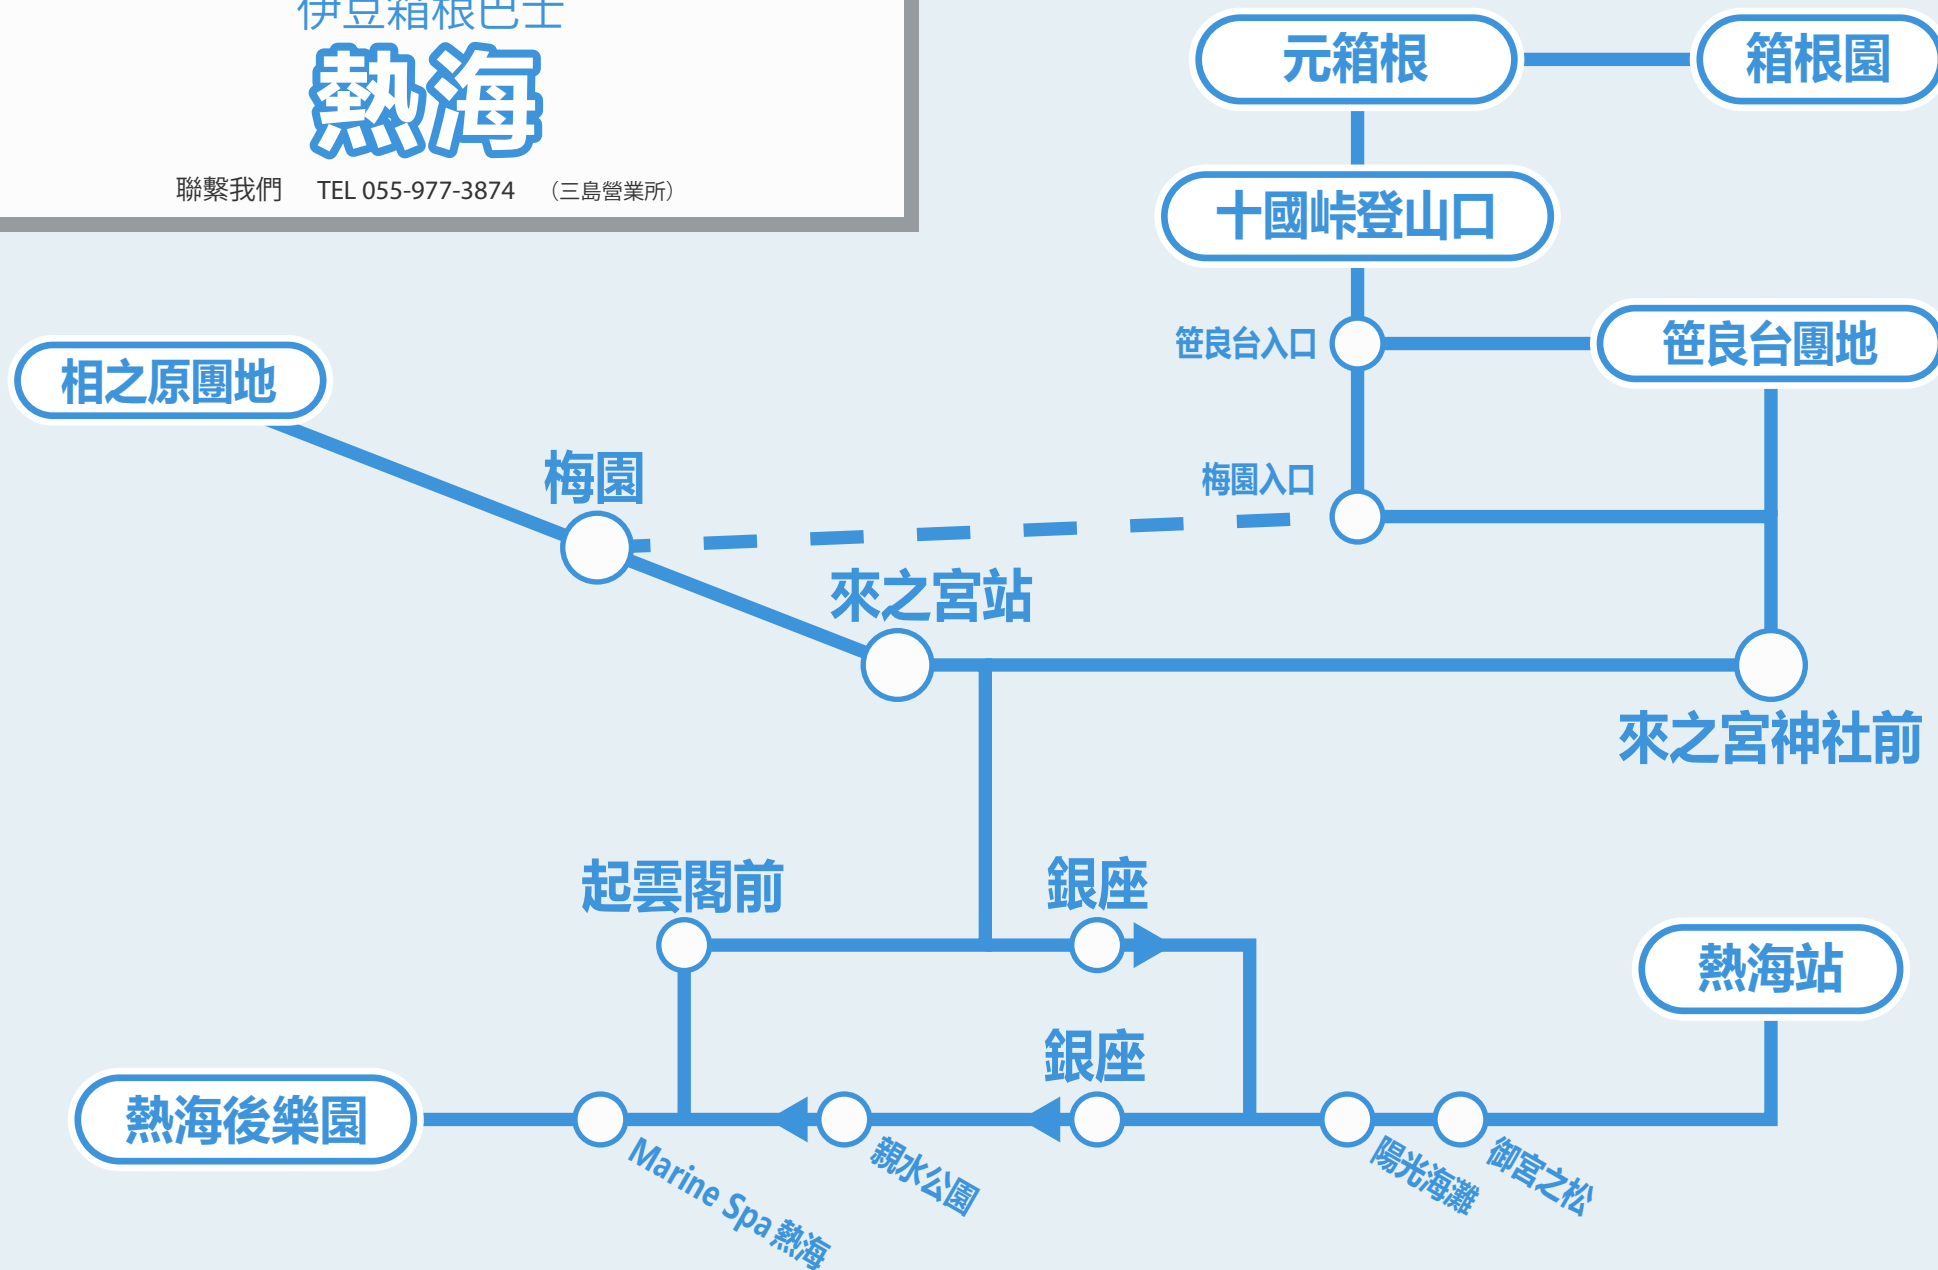 伊豆箱根巴士
熱海
聯繫我們 TEL 055-977-3874 （三島營業所）
元箱根
箱根園
十國峠登山口
笹良台入口
笹良台團地
相之原團地
梅園
梅園入口
來之宮站
來之宮神社前
起雲閣前
銀座
熱海站
銀座
熱海後樂園
Marine Spa 熱海
親水公園
陽光海灘
御宮之松